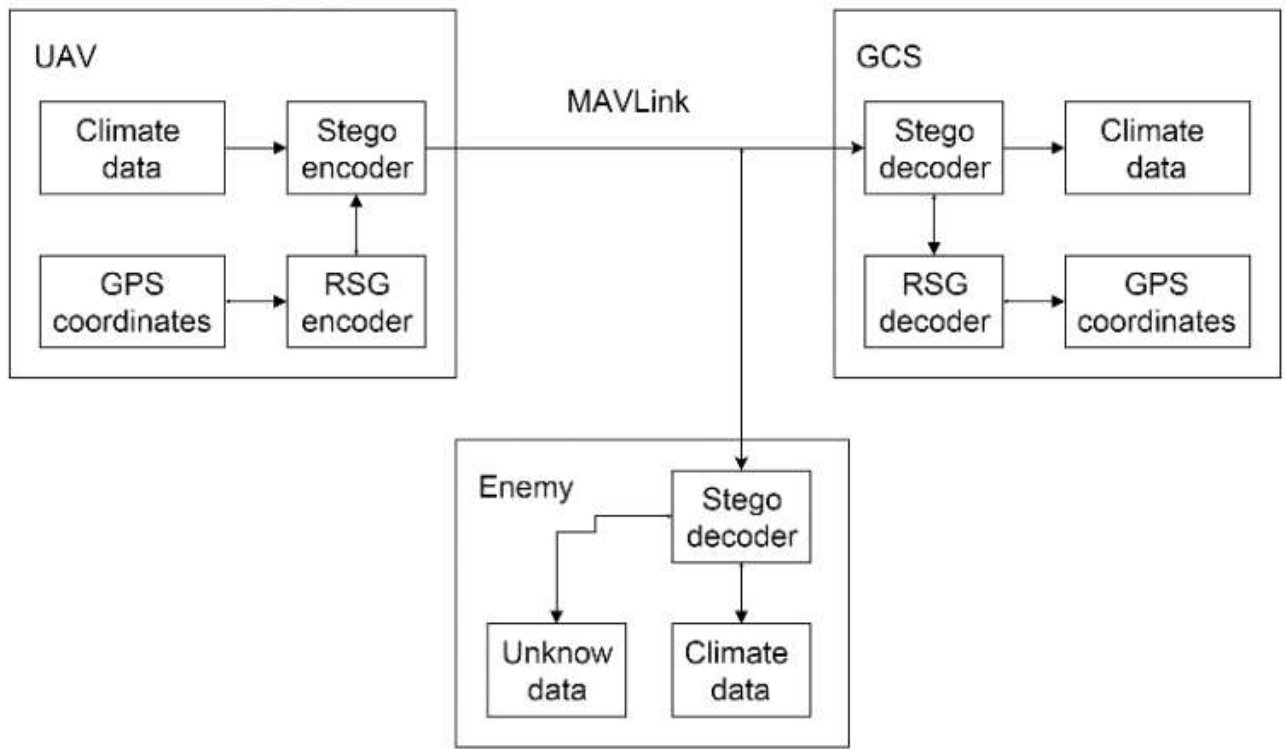 UAV
Climate
data
Stego
encoder
GPS
coordinates
RSG
encoder
MAVLink
GCS
Stego
decoder
Climate
data
RSG
decoder
GPS
coordinates
Enemy
Stego
decoder
Unknow
data
Climate
data